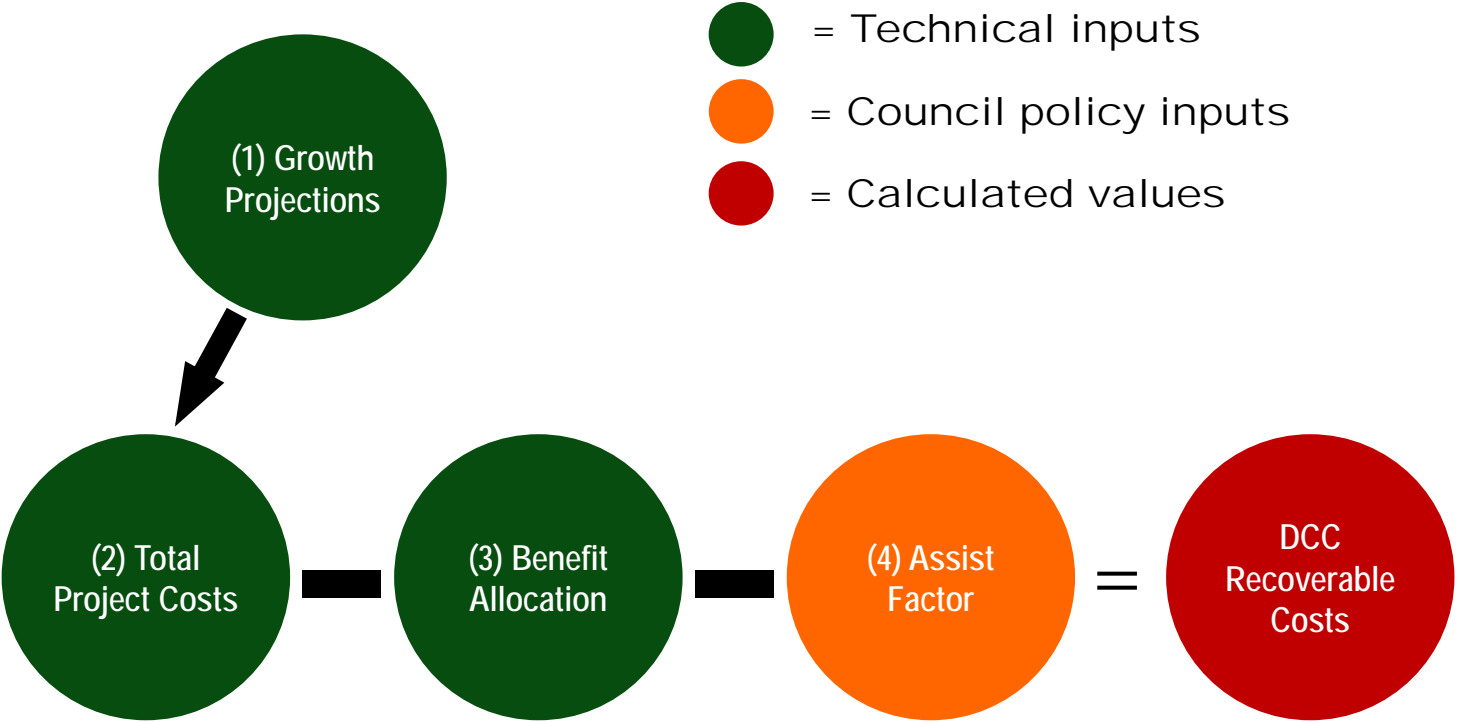 = Technical inputs
= Council policy inputs
= Calculated values
(1) Growth
Projections
(2) Total
Project Costs
(3) Benefit
Allocation
(4) Assist
Factor
=
DCC
Recoverable
Costs